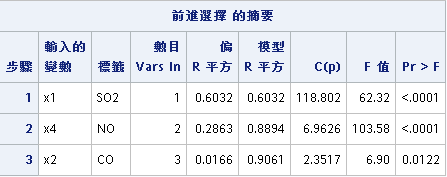 前進選擇 的摘要
步驟 輸入的變數 標籤 數目 Vars In 偏 R 平方 模型 R 平方 C(p) F 值 Pr > F
1 x1 SO2 1 0.6032 0.6032 118.802 62.32 <.0001
2 x4 NO 2 0.2863 0.8894 6.9626 103.58 <.0001
3 x2 CO 3 0.0166 0.9061 2.3517 6.90 0.0122